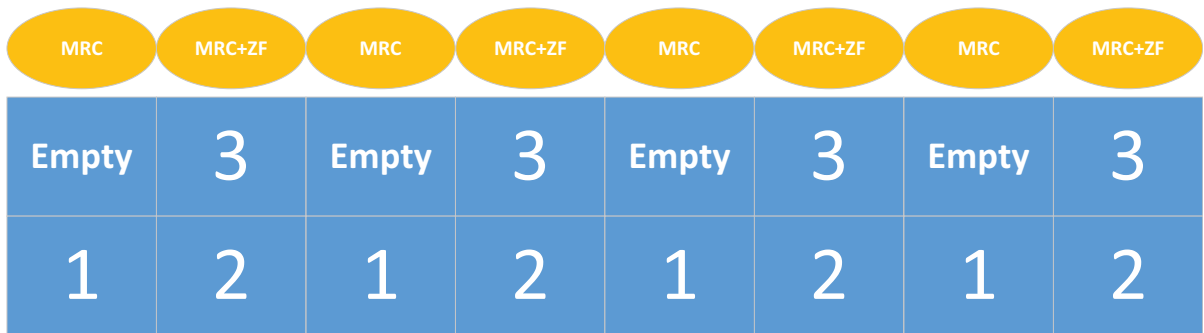 MRC MRC+ZF MRC MRC+ZF MRC MRC+ZF MRC MRC+ZF
Empty 3 Empty 3 Empty 3 Empty 3
1 2 1 2 1 2 1 2